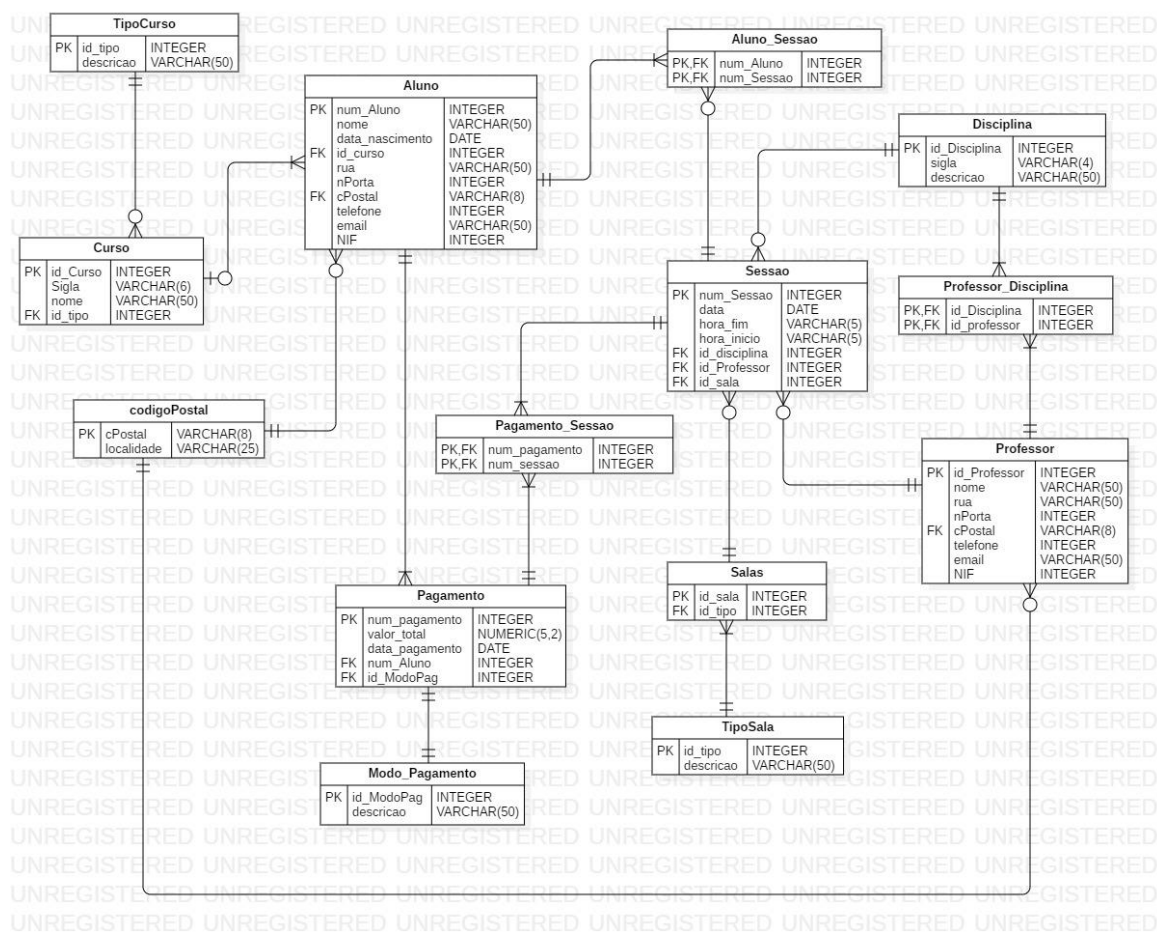 TipoCurso
PK id_tipo INTEGER
descricao VARCHAR(50)
Aluno
PK num_Aluno INTEGER
nome VARCHAR(50)
data_nascimento DATE
FK id_curso INTEGER
rua VARCHAR(50)
nPorta INTEGER
FK cPostal VARCHAR(8)
telefone INTEGER
email VARCHAR(50)
NIF INTEGER
Aluno_Sessao
PK,FK num_Aluno INTEGER
PK,FK num_Sessao INTEGER
Disciplina
PK id_Disciplina INTEGER
sigla VARCHAR(4)
descricao VARCHAR(50)
Curso
PK id_Curso INTEGER
Sigla VARCHAR(6)
nome VARCHAR(50)
FK id_tipo INTEGER
Sessao
PK num_Sessao INTEGER
data DATE
hora_fim VARCHAR(5)
hora_inicio VARCHAR(5)
FK id_disciplina INTEGER
FK id_Professor INTEGER
FK id_sala INTEGER
Professor_Disciplina
PK,FK id_Disciplina INTEGER
PK,FK id_professor INTEGER
codigoPostal
PK cPostal VARCHAR(8)
localidade VARCHAR(25)
Pagamento_Sessao
PK,FK num_pagamento INTEGER
PK,FK num_sessao INTEGER
Professor
PK id_Professor INTEGER
nome VARCHAR(50)
rua VARCHAR(50)
nPorta INTEGER
FK cPostal VARCHAR(8)
telefone INTEGER
email VARCHAR(50)
NIF INTEGER
Pagamento
PK num_pagamento INTEGER
valor_total NUMERIC(5,2)
data_pagamento DATE
FK num_Aluno INTEGER
FK id_ModoPag INTEGER
Salas
PK id_sala INTEGER
FK id_tipo INTEGER
TipoSala
PK id_tipo INTEGER
descricao VARCHAR(50)
Modo_Pagamento
PK id_ModoPag INTEGER
descricao VARCHAR(50)
UNREGISTERED